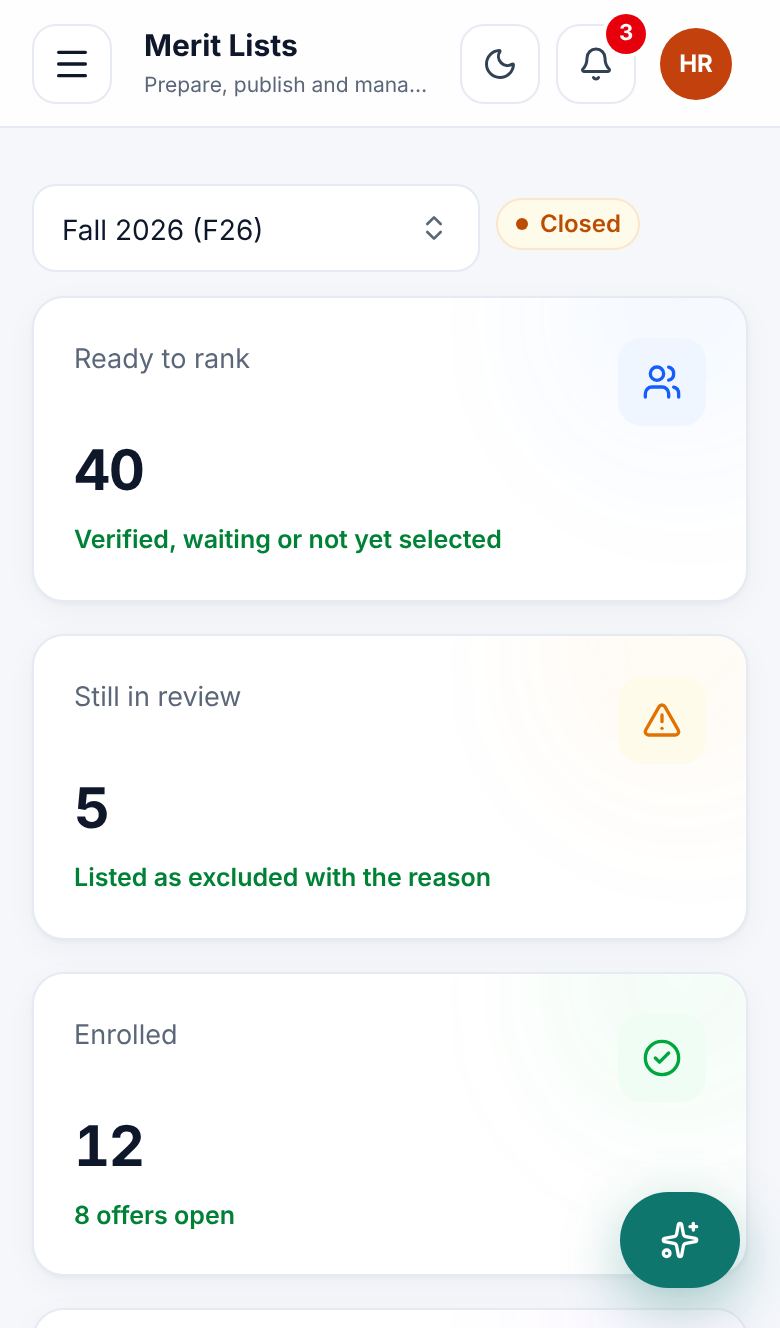 Merit Lists
Prepare, publish and mana...
3
HR
Fall 2026 (F26)
Closed
Ready to rank
40
Verified, waiting or not yet selected
Still in review
5
Listed as excluded with the reason
Enrolled
12
8 offers open